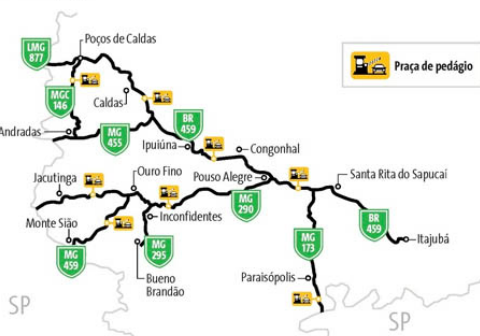 LMG
877
Poços de Caldas
Praça de pedágio
MGC
146
Caldas
BR
459
Andradas
MG
455
Ipuiúna
Congonhal
Jacutinga
Ouro Fino
Pouso Alegre
Santa Rita do Sapucaí
MG
290
Monte Sião
Inconfidentes
BR
459
Itajubá
MG
459
MG
295
MG
173
Bueno
Brandão
Paraisópolis
SP
SP